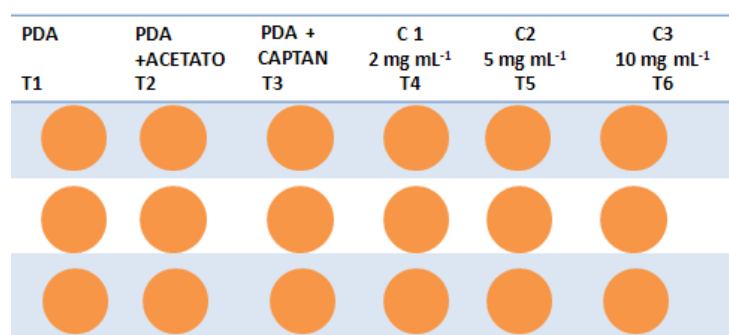 PDA PDA PDA + C 1 C2 C3
+ACETATO CAPTAN 2 mg mL-1 5 mg mL-1 10 mg mL-1
T1 T2 T3 T4 T5 T6